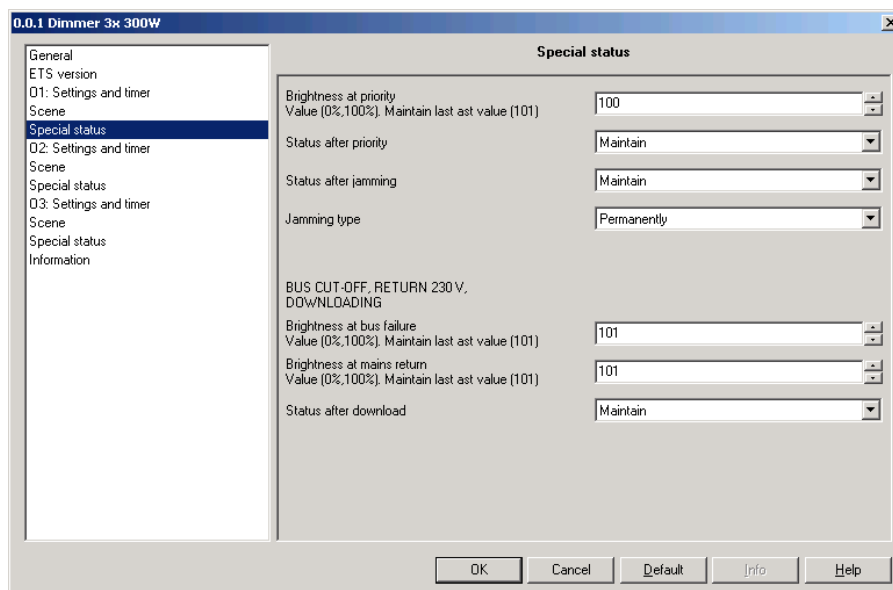 0.0.1 Dimmer 3x 300W
General
ETS version
O1: Settings and timer
Scene
Special status
O2: Settings and timer
Scene
Special status
O3: Settings and timer
Scene
Special status
Information
Special status
Brightness at priority
Value (0%,100%). Maintain last ast value (101)
100
Status after priority
Maintain
Status after jamming
Maintain
Jamming type
Permanently
BUS CUT-OFF, RETURN 230 V,
DOWNLOADING
Brightness at bus failure
Value (0%,100%). Maintain last ast value (101)
101
Brightness at mains return
Value (0%,100%). Maintain last ast value (101)
101
Status after download
Maintain
OK
Cancel
Default
Info
Help